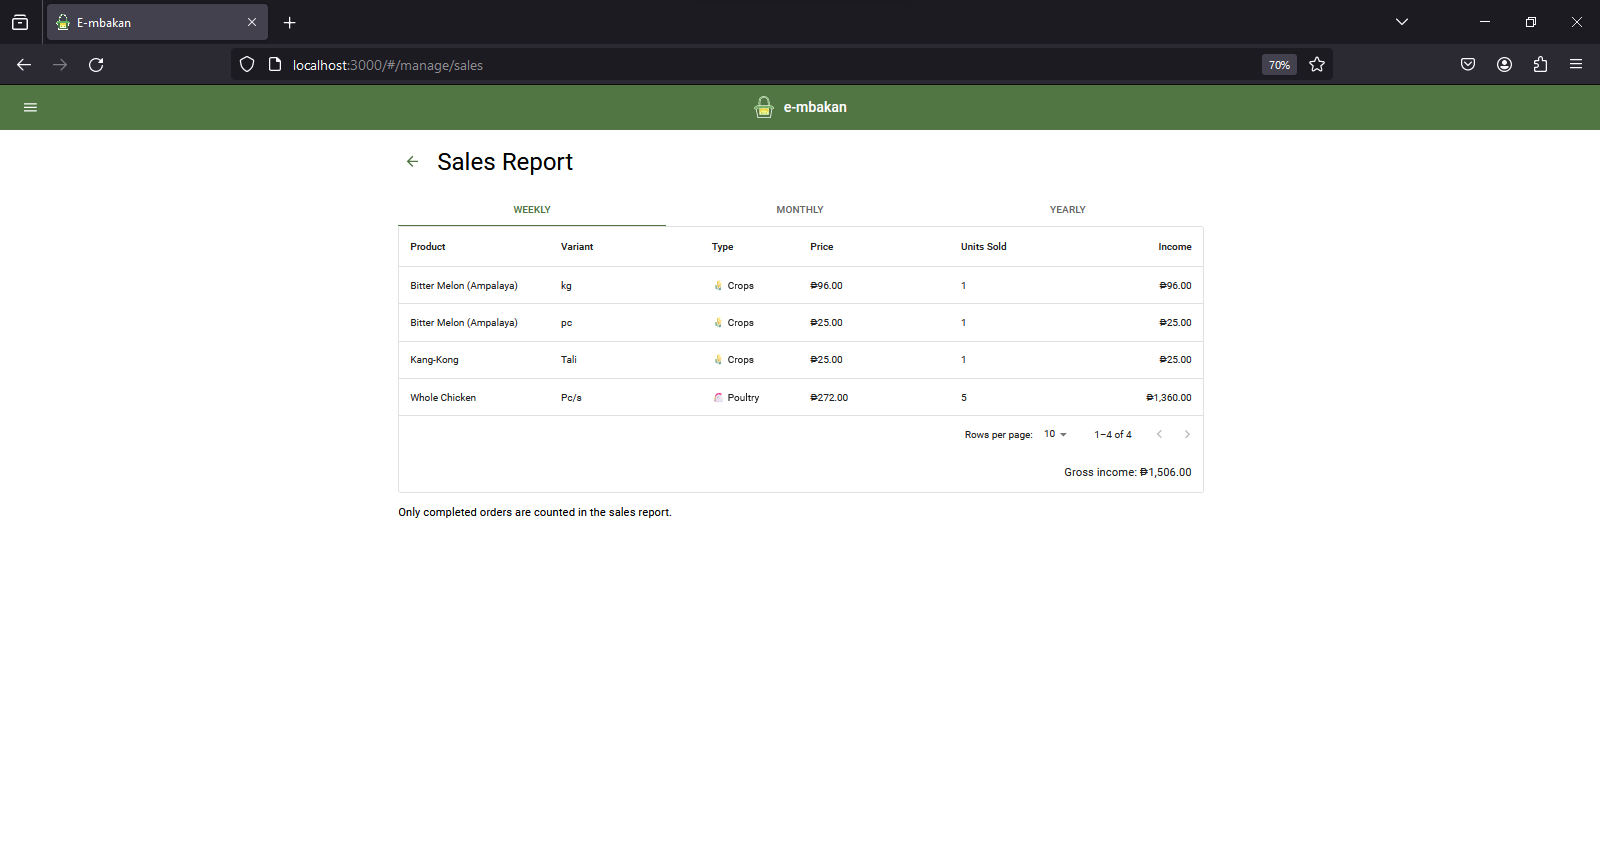 E-mbakan
localhost:3000/#/manage/sales 70%
e-mbakan
Sales Report
WEEKLY MONTHLY YEARLY
Product Variant Type Price Units Sold Income
Bitter Melon (Ampalaya) kg Crops ₱96.00 1 ₱96.00
Bitter Melon (Ampalaya) pc Crops ₱25.00 1 ₱25.00
Kang-Kong Tali Crops ₱25.00 1 ₱25.00
Whole Chicken Pc/s Poultry ₱272.00 5 ₱1,360.00
Rows per page: 10 1–4 of 4
Gross income: ₱1,506.00
Only completed orders are counted in the sales report.